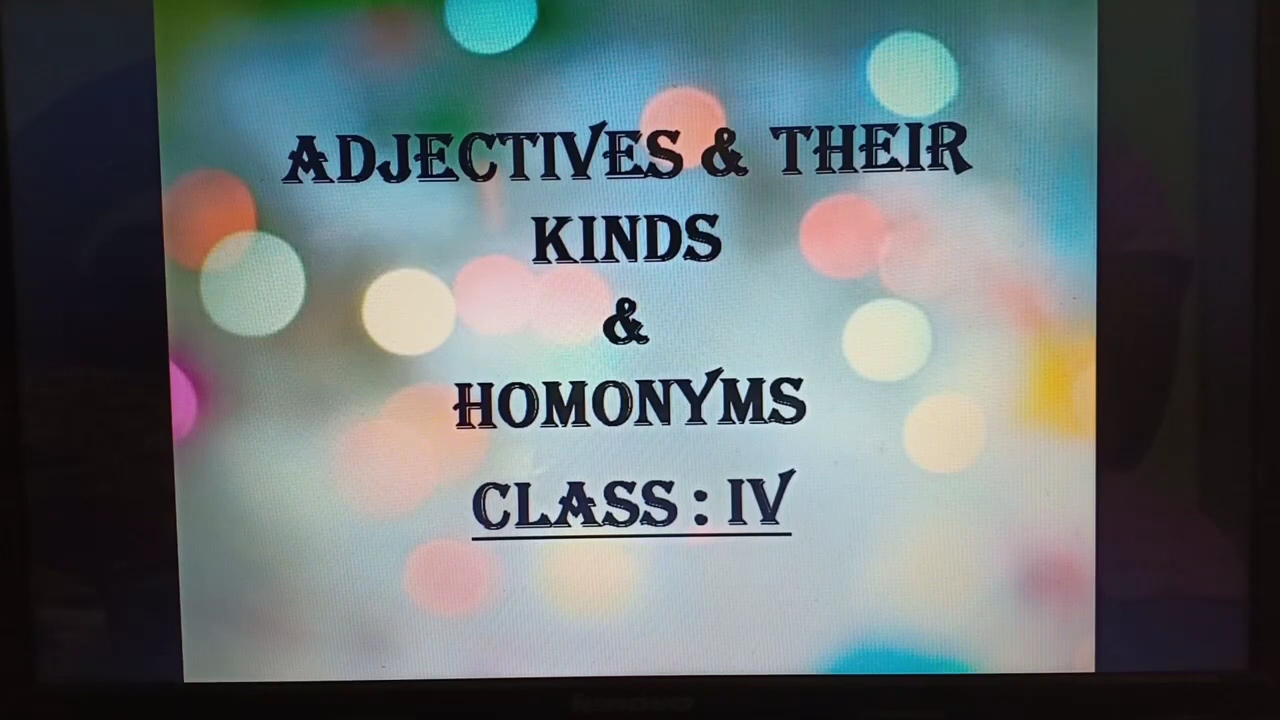 ADJECTIVES & THEIR
KINDS
&
HOMONYMS
CLASS : IV